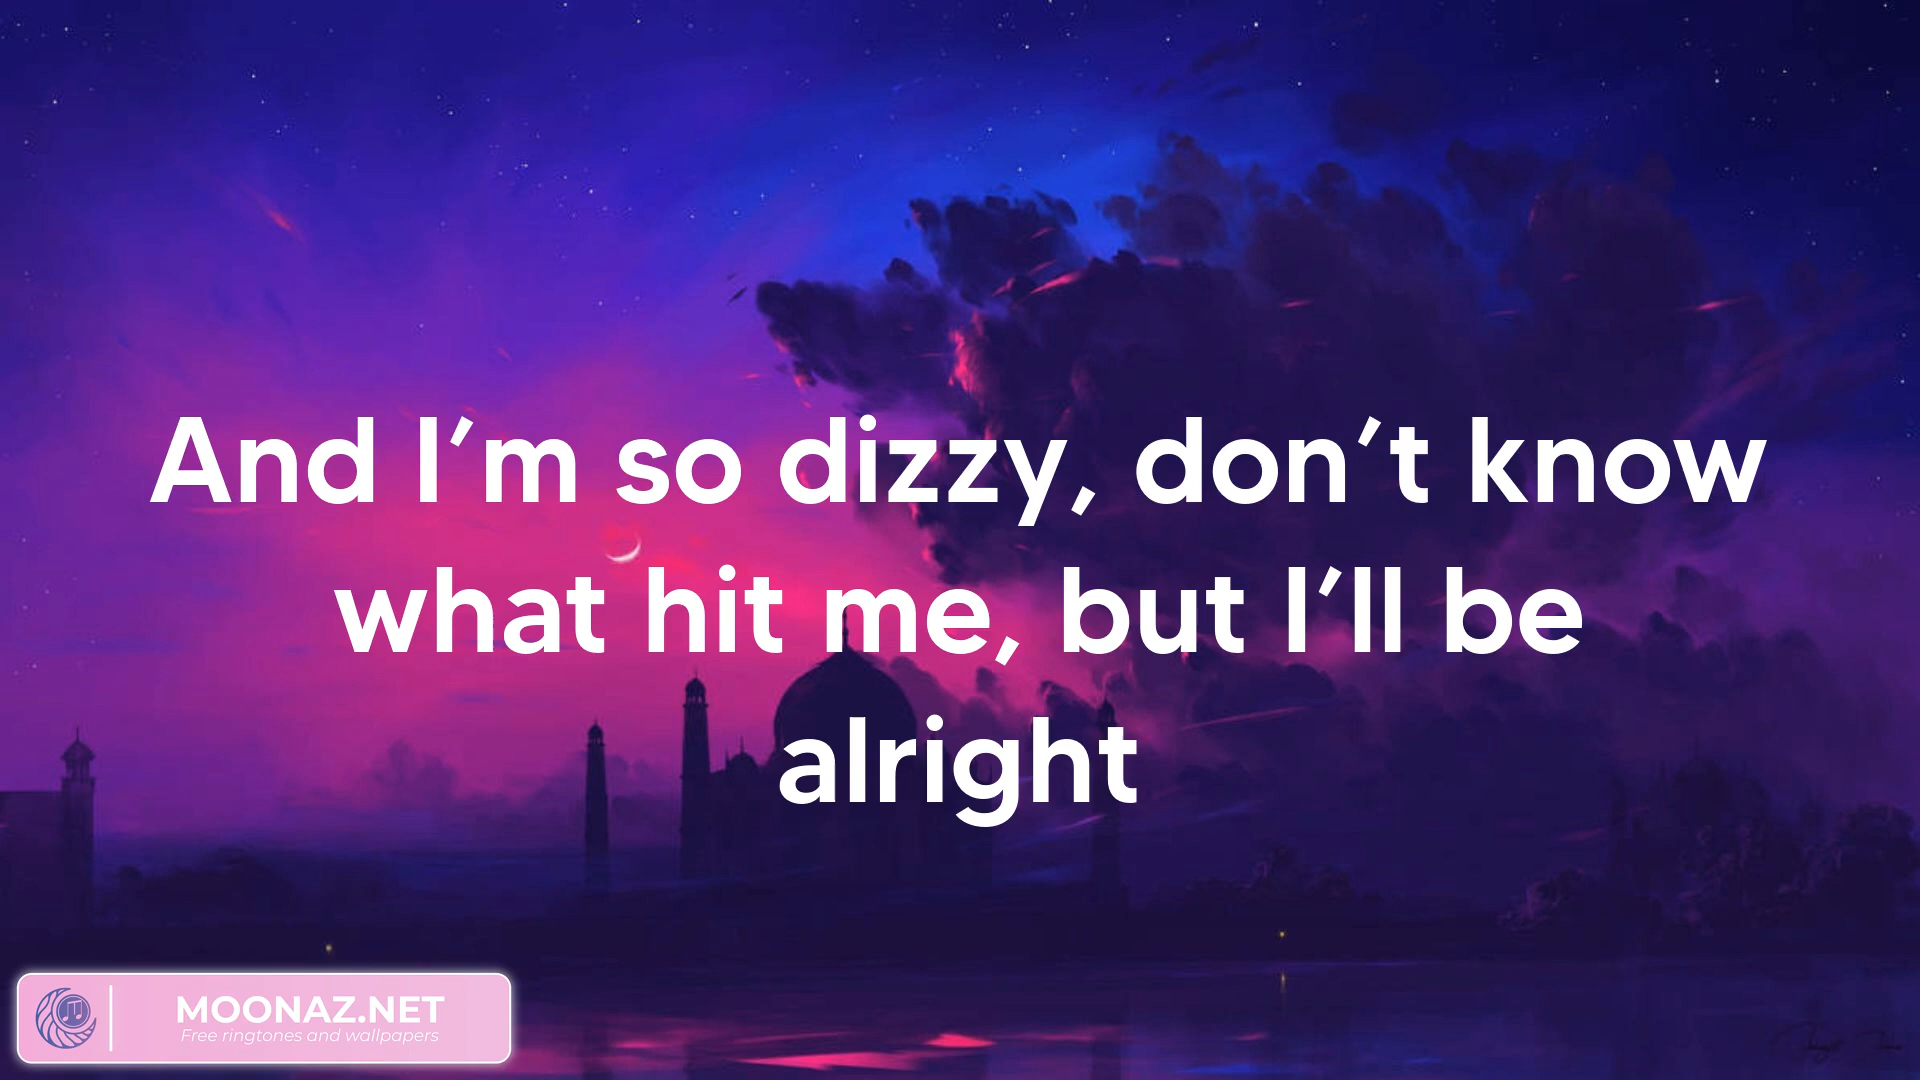 And I’m so dizzy, don’t know
what hit me, but I’ll be
alright
MOONAZ.NET
Free ringtones and wallpapers